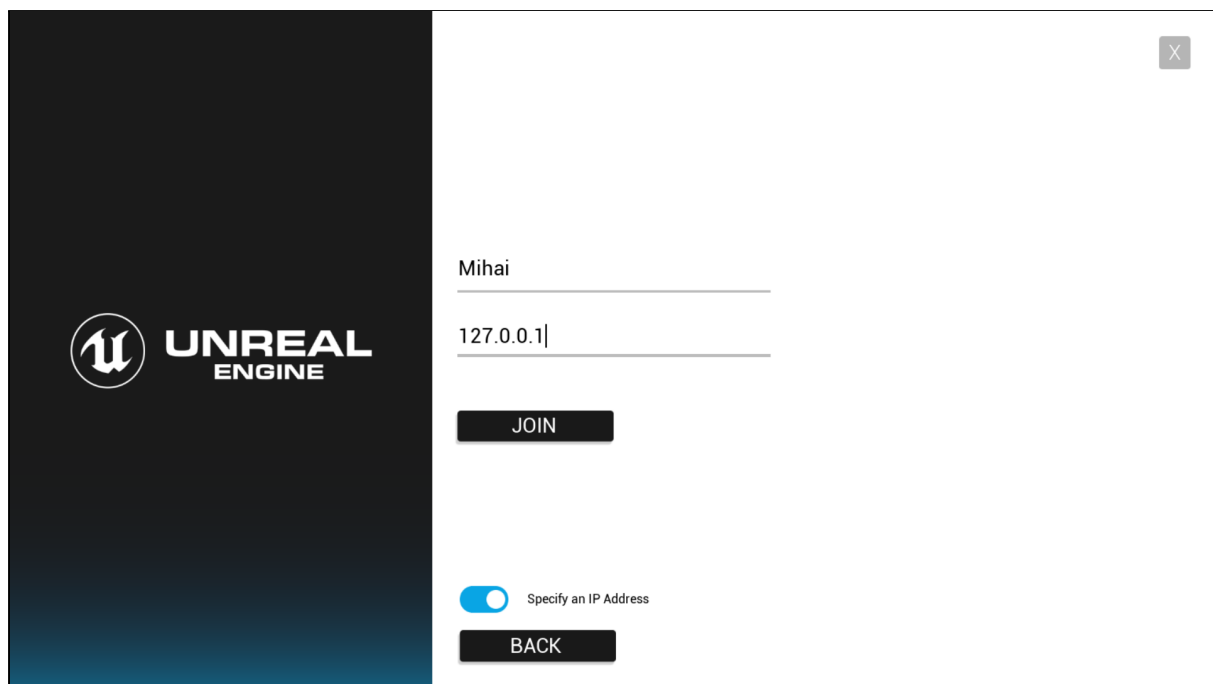 X
Mihai
127.0.0.1
UNREAL
ENGINE
JOIN
Specify an IP Address
BACK